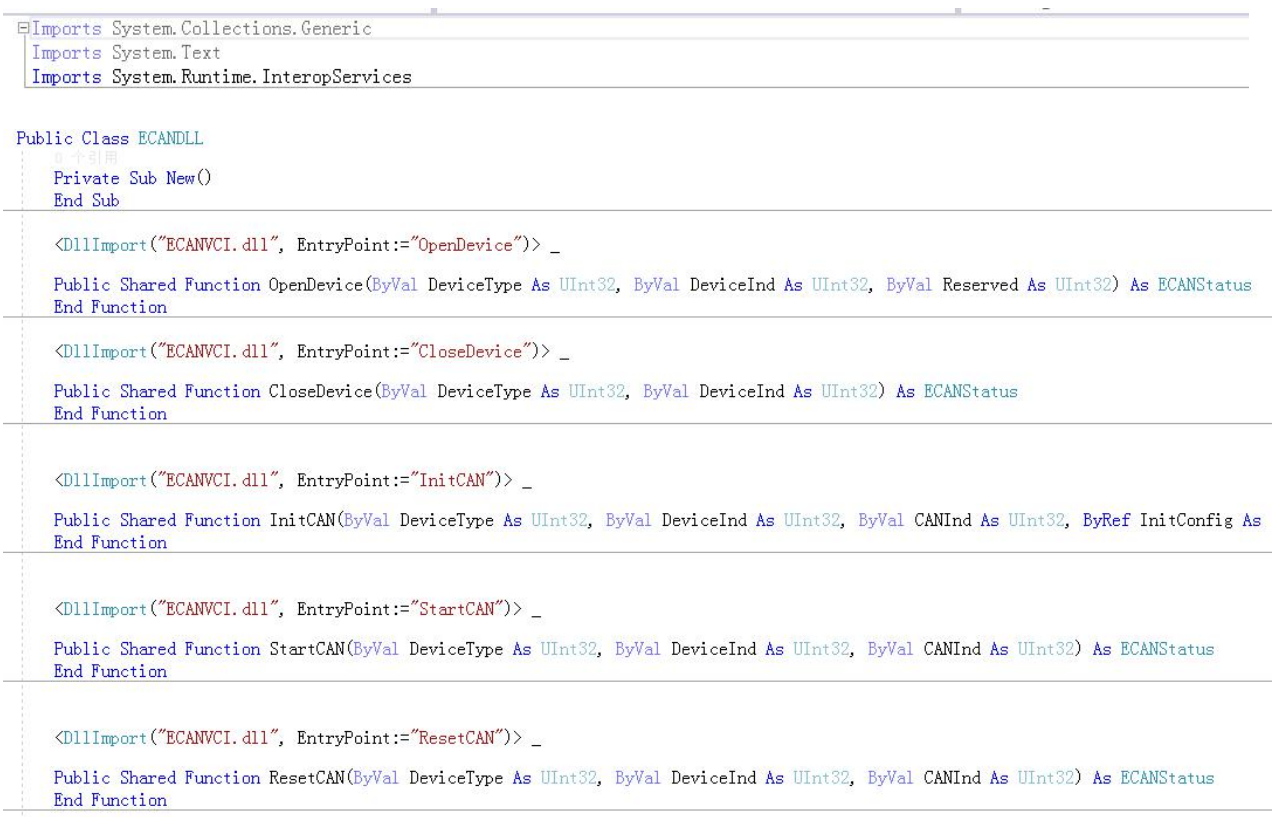 Imports System.Collections.Generic
Imports System.Text
Imports System.Runtime.InteropServices
Public Class ECANDLL
0 个引用
Private Sub New()
End Sub
<DllImport("ECANVCI.dll", EntryPoint:="OpenDevice")> _
Public Shared Function OpenDevice(ByVal DeviceType As UInt32, ByVal DeviceInd As UInt32, ByVal Reserved As UInt32) As ECANStatus
End Function
<DllImport("ECANVCI.dll", EntryPoint:="CloseDevice")> _
Public Shared Function CloseDevice(ByVal DeviceType As UInt32, ByVal DeviceInd As UInt32) As ECANStatus
End Function
<DllImport("ECANVCI.dll", EntryPoint:="InitCAN")> _
Public Shared Function InitCAN(ByVal DeviceType As UInt32, ByVal DeviceInd As UInt32, ByVal CANInd As UInt32, ByRef InitConfig As
End Function
<DllImport("ECANVCI.dll", EntryPoint:="StartCAN")> _
Public Shared Function StartCAN(ByVal DeviceType As UInt32, ByVal DeviceInd As UInt32, ByVal CANInd As UInt32) As ECANStatus
End Function
<DllImport("ECANVCI.dll", EntryPoint:="ResetCAN")> _
Public Shared Function ResetCAN(ByVal DeviceType As UInt32, ByVal DeviceInd As UInt32, ByVal CANInd As UInt32) As ECANStatus
End Function